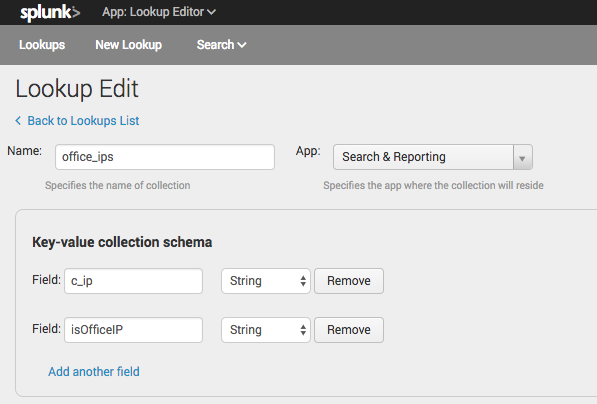 splunk> App: Lookup Editor
Lookups New Lookup Search
Lookup Edit
Back to Lookups List
Name: office_ips App: Search & Reporting
Specifies the name of collection Specifies the app where the collection will reside
Key-value collection schema
Field: c_ip String Remove
Field: isOfficeIP String Remove
Add another field